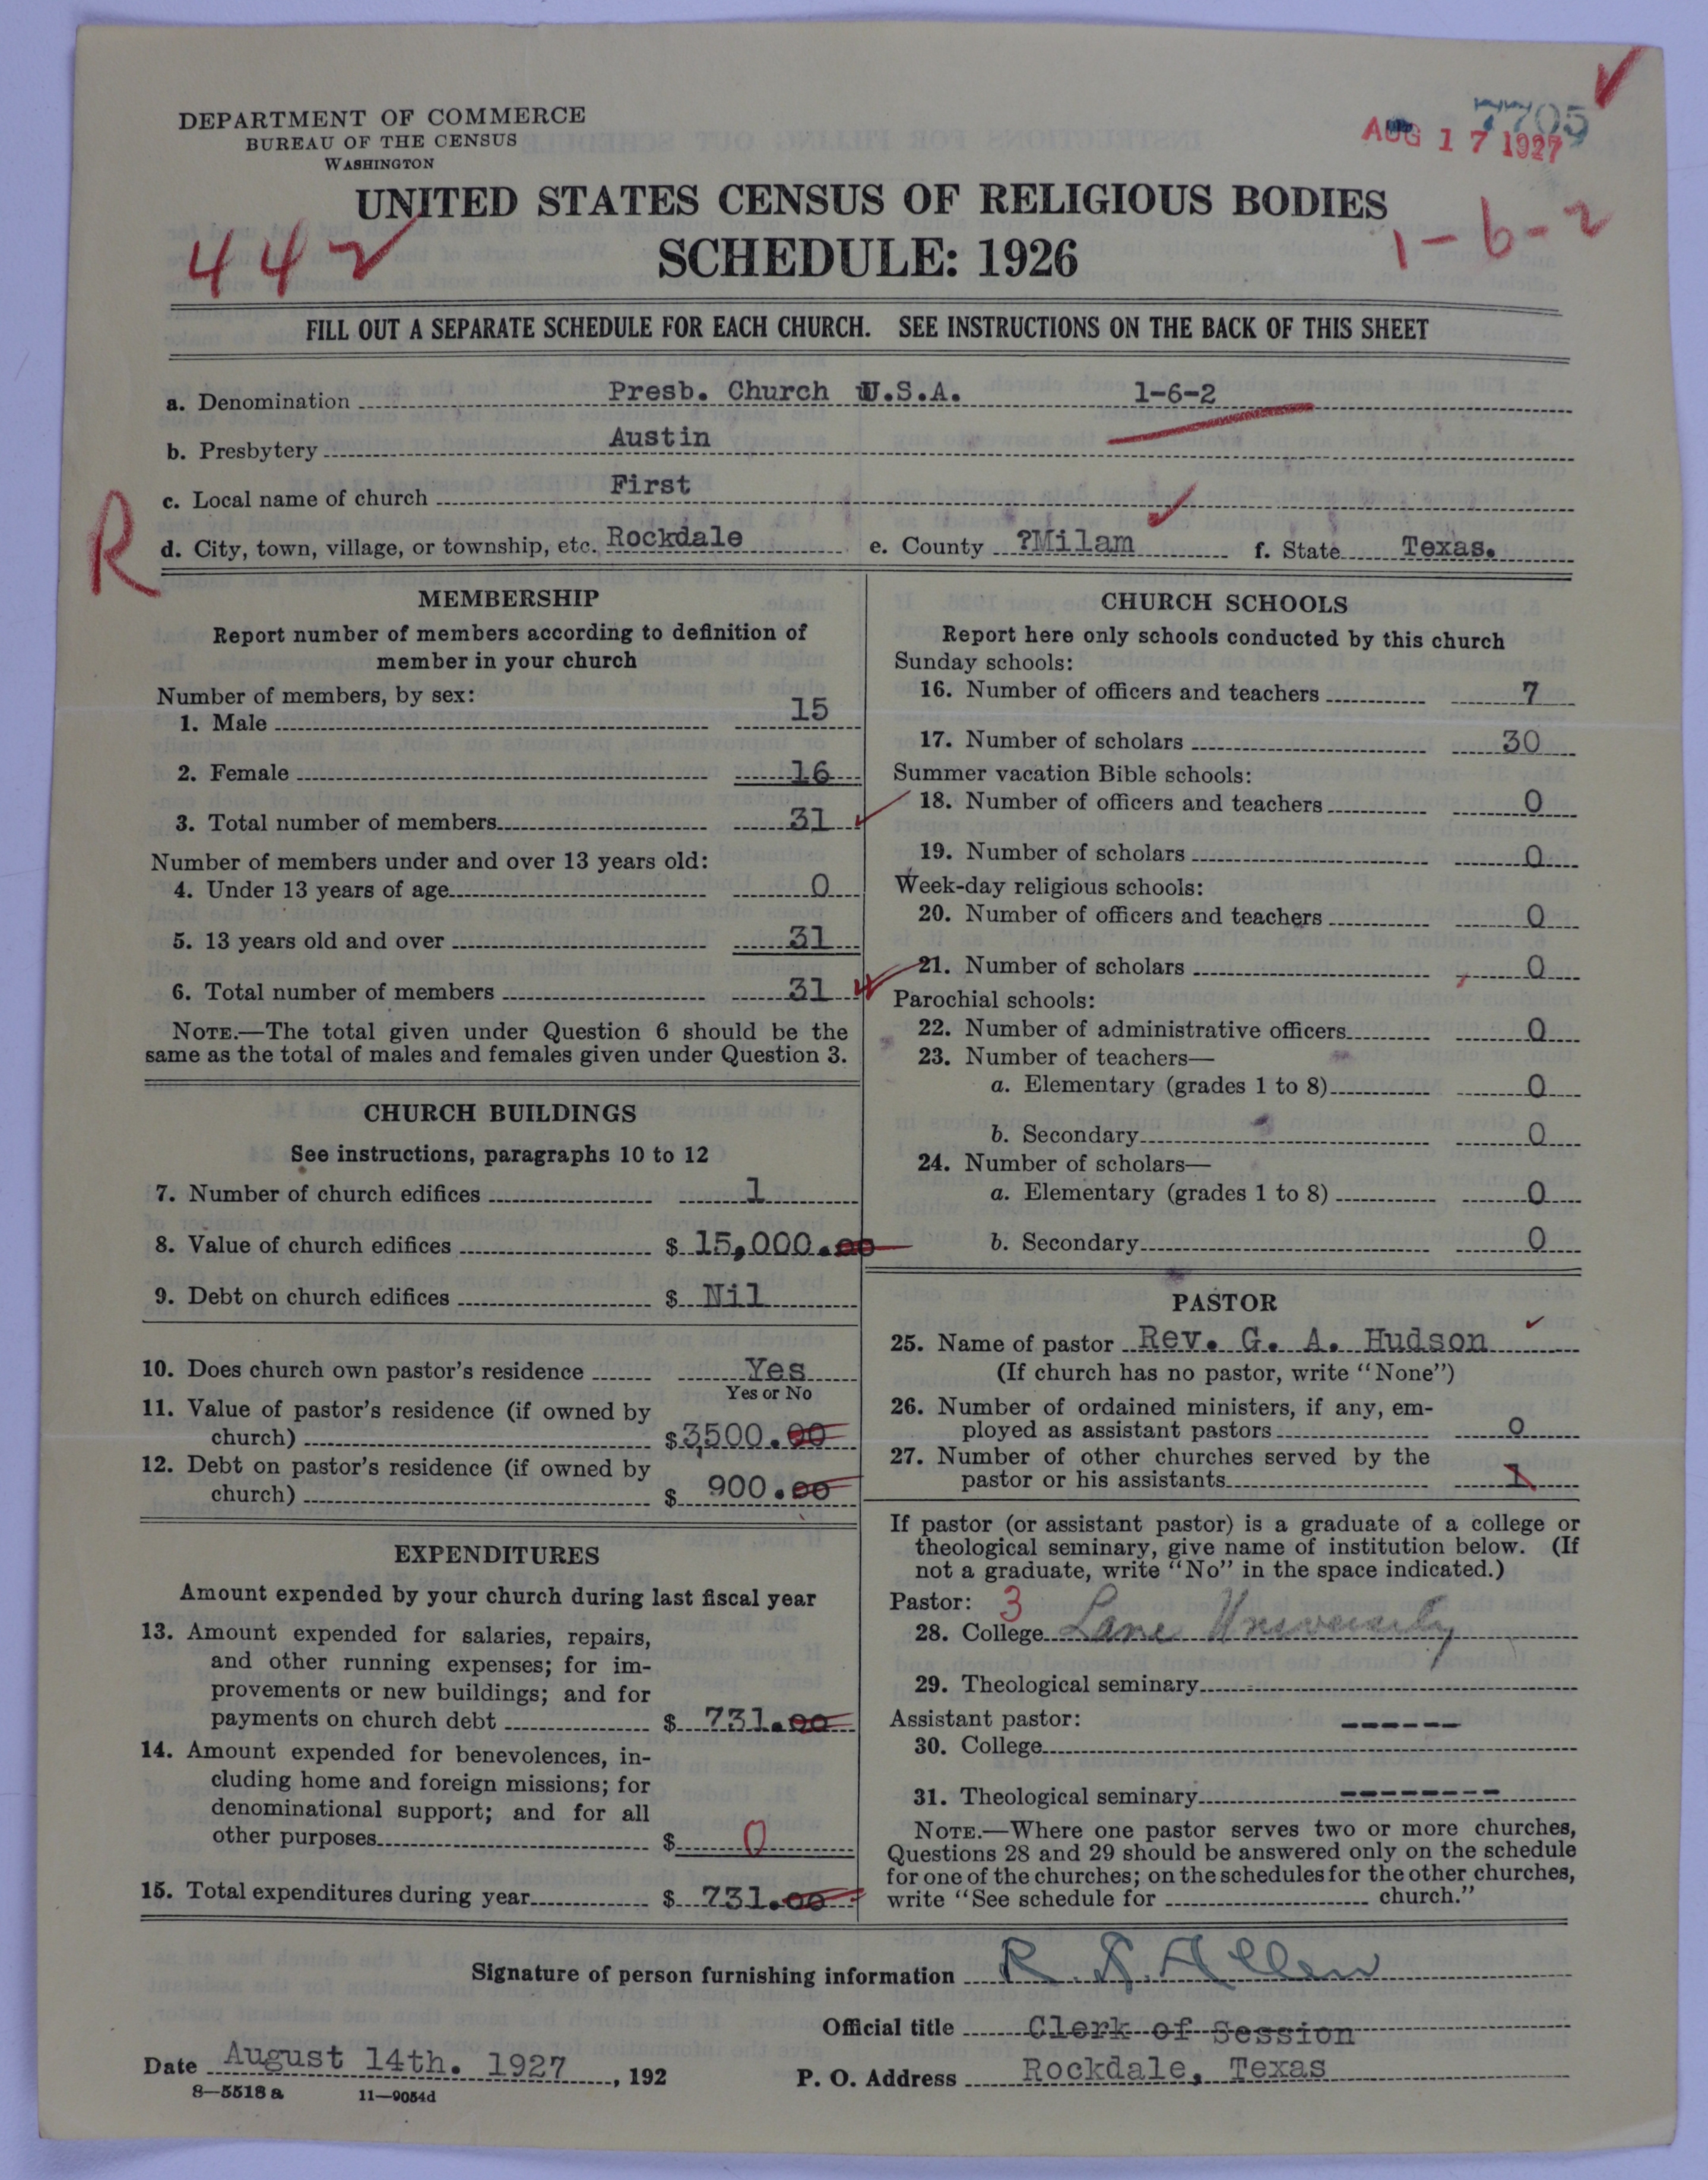 DEPARTMENT OF COMMERCE
BUREAU OF THE CENSUS
WASHINGTON
7705
AUG 17 1927
UNITED STATES CENSUS OF RELIGIOUS BODIES
SCHEDULE: 1926
442
1-6-2
FILL OUT A SEPARATE SCHEDULE FOR EACH CHURCH. SEE INSTRUCTIONS ON THE BACK OF THIS SHEET
a. Denomination Presb. Church U.S.A. 1-6-2
b. Presbytery Austin
c. Local name of church First
R
d. City, town, village, or township, etc. Rockdale e. County ?Milam f. State Texas.
MEMBERSHIP
Report number of members according to definition of
member in your church
Number of members, by sex:
1. Male 15
2. Female 16
3. Total number of members 31
Number of members under and over 13 years old:
4. Under 13 years of age 0
5. 13 years old and over 31
6. Total number of members 31
NOTE.—The total given under Question 6 should be the
same as the total of males and females given under Question 3.
CHURCH BUILDINGS
See instructions, paragraphs 10 to 12
7. Number of church edifices 1
8. Value of church edifices $ 15,000.00
9. Debt on church edifices $ Nil
10. Does church own pastor's residence Yes
Yes or No
11. Value of pastor's residence (if owned by
church) $ 3,500.00
12. Debt on pastor's residence (if owned by
church) $ 900.00
EXPENDITURES
Amount expended by your church during last fiscal year
13. Amount expended for salaries, repairs,
and other running expenses; for im-
provements or new buildings; and for
payments on church debt $ 731.00
14. Amount expended for benevolences, in-
cluding home and foreign missions; for
denominational support; and for all
other purposes $ 0
15. Total expenditures during year $ 731.00
CHURCH SCHOOLS
Report here only schools conducted by this church
Sunday schools:
16. Number of officers and teachers 7
17. Number of scholars 30
Summer vacation Bible schools:
18. Number of officers and teachers 0
19. Number of scholars 0
Week-day religious schools:
20. Number of officers and teachers 0
21. Number of scholars 0
Parochial schools:
22. Number of administrative officers 0
23. Number of teachers—
a. Elementary (grades 1 to 8) 0
b. Secondary 0
24. Number of scholars—
a. Elementary (grades 1 to 8) 0
b. Secondary 0
PASTOR
25. Name of pastor Rev. G. A. Hudson
(If church has no pastor, write "None")
26. Number of ordained ministers, if any, em-
ployed as assistant pastors 0
27. Number of other churches served by the
pastor or his assistants 1
If pastor (or assistant pastor) is a graduate of a college or
theological seminary, give name of institution below. (If
not a graduate, write "No" in the space indicated.)
Pastor: 3
28. College Lane University
29. Theological seminary
Assistant pastor: ------
30. College
31. Theological seminary --------
NOTE.—Where one pastor serves two or more churches,
Questions 28 and 29 should be answered only on the schedule
for one of the churches; on the schedules for the other churches,
write "See schedule for church."
Signature of person furnishing information R. S. Allen
Official title Clerk of Session
Date August 14th. 1927, 192 P. O. Address Rockdale, Texas
8—5518 a 11—9054d